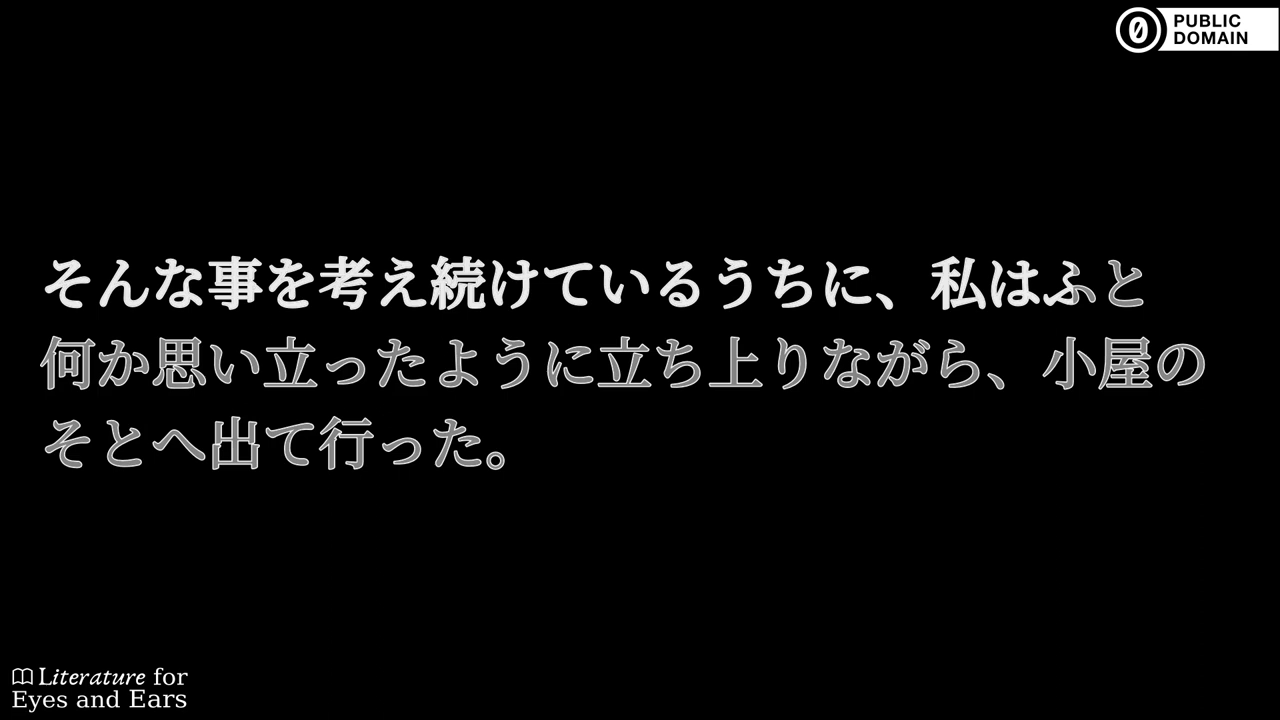 PUBLIC
DOMAIN
そんな事を考え続けているうちに、私はふと
何か思い立ったように立ち上りながら、小屋の
そとへ出て行った。
Literature for
Eyes and Ears